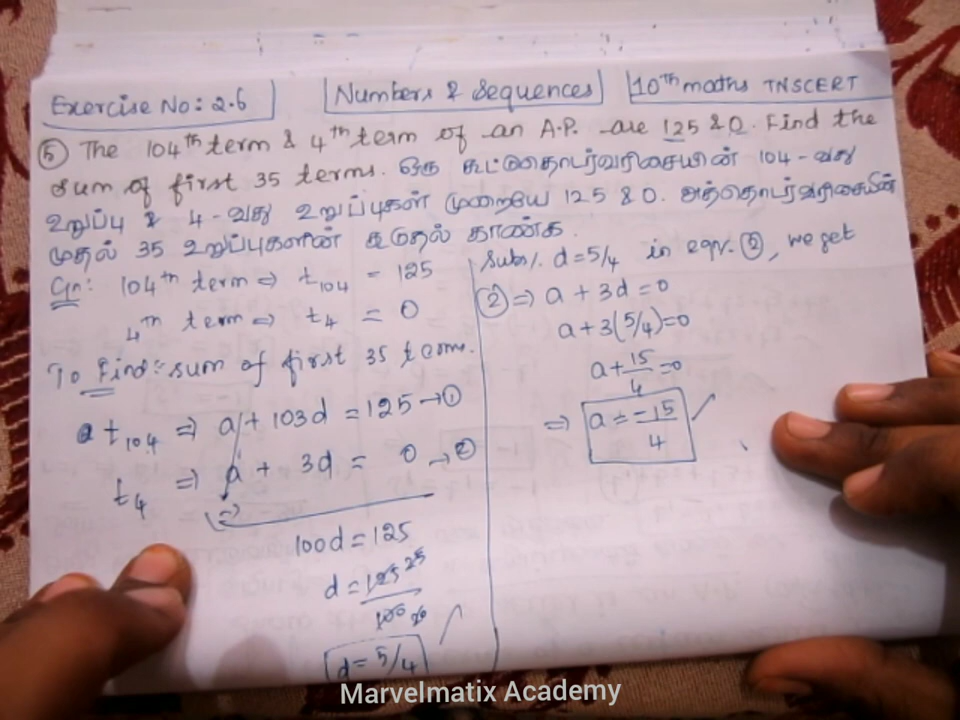 Exercise No: 2.6
Numbers & Sequences
10th maths TNSCERT
⑤ The 104th term & 4th term of an A.P. are 125 & 0. Find the
sum of first 35 terms. ஒரு கூட்டுதொடர்வரிசையின் 104-வது
உறுப்பு & 4-வது உறுப்புகள் முறையே 125 & 0. அத்தொடர்வரிசையின்
முதல் 35 உறுப்புகளின் கூடுதல் காண்க.
Gn: 104th term ⇒ t₁₀₄ = 125
4th term ⇒ t₄ = 0
To Find: sum of first 35 terms.
t₁₀₄ ⇒ a + 103d = 125 → ①
t₄ ⇒ a + 3d = 0 → ②
100d = 125
d = 125/100
d = 5/4
Subs/. d = 5/4 in eqn. ②, we get
② ⇒ a + 3d = 0
a + 3(5/4) = 0
a + 15/4 = 0
⇒ a = -15/4
Marvelmatix Academy